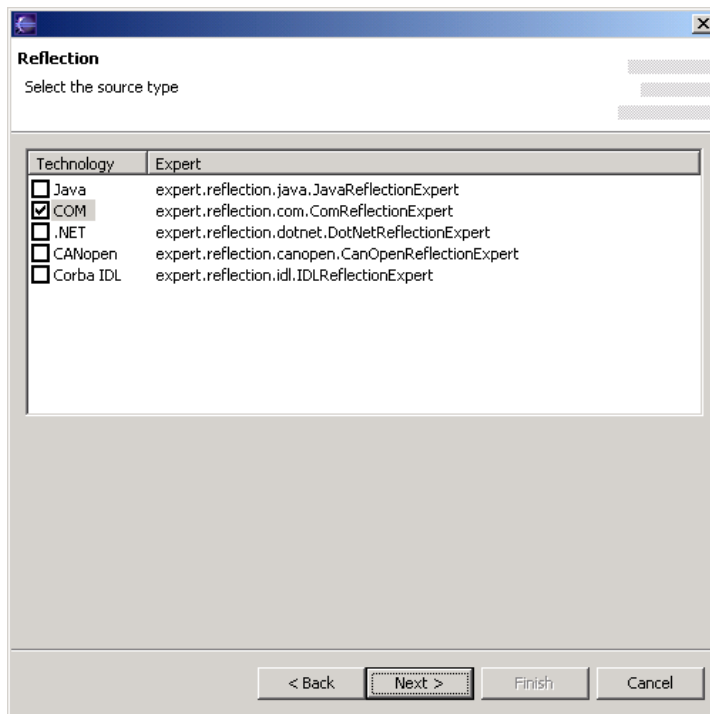 Reflection
Select the source type
Technology Expert
Java expert.reflection.java.JavaReflectionExpert
COM expert.reflection.com.ComReflectionExpert
.NET expert.reflection.dotnet.DotNetReflectionExpert
CANopen expert.reflection.canopen.CanOpenReflectionExpert
Corba IDL expert.reflection.idl.IDLReflectionExpert
< Back Next > Finish Cancel